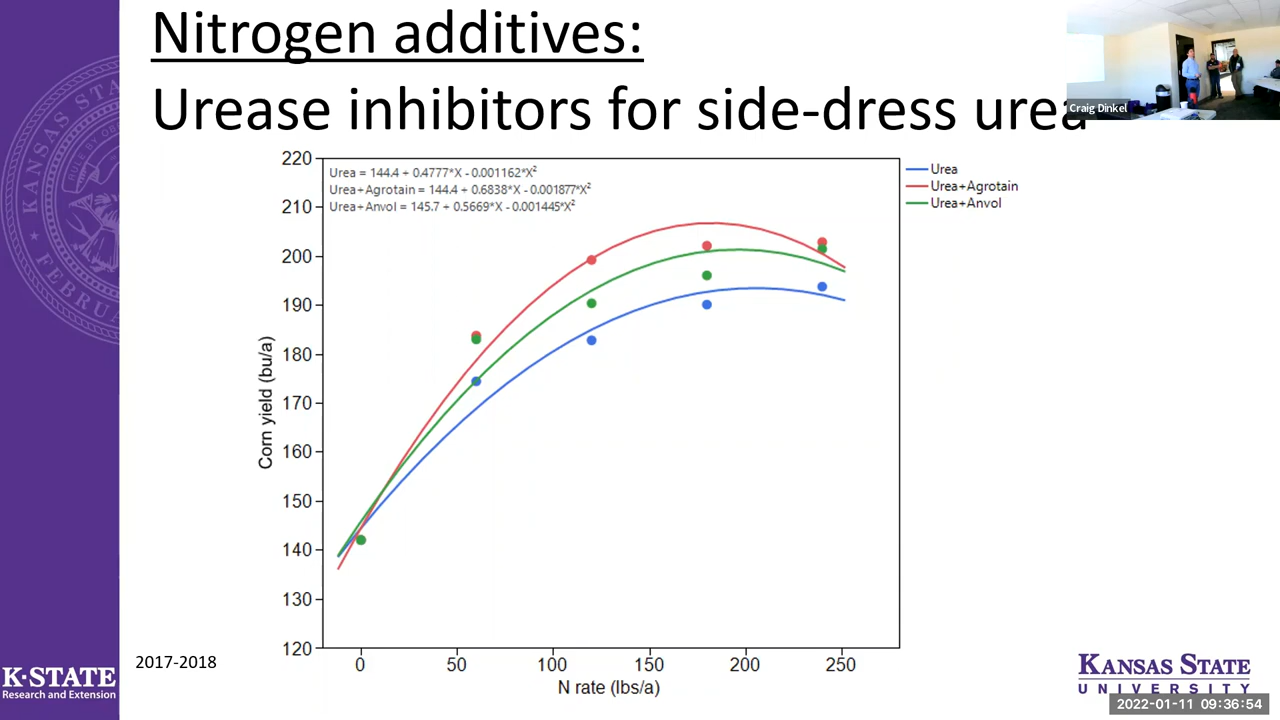 Nitrogen additives:
Urease inhibitors for side-dress urea
Craig Dinkel
Urea = 144.4 + 0.4777*X - 0.001162*X²
Urea+Agrotain = 144.4 + 0.6838*X - 0.001877*X²
Urea+Anvol = 145.7 + 0.5669*X - 0.001445*X²
Urea
Urea+Agrotain
Urea+Anvol
220
210
200
190
180
170
160
150
140
130
120
Corn yield (bu/a)
0 50 100 150 200 250
N rate (lbs/a)
2017-2018
K-STATE
Research and Extension
KANSAS STATE
UNIVERSITY
2022-01-11 09:36:54
KANSAS STA
FEBRUA